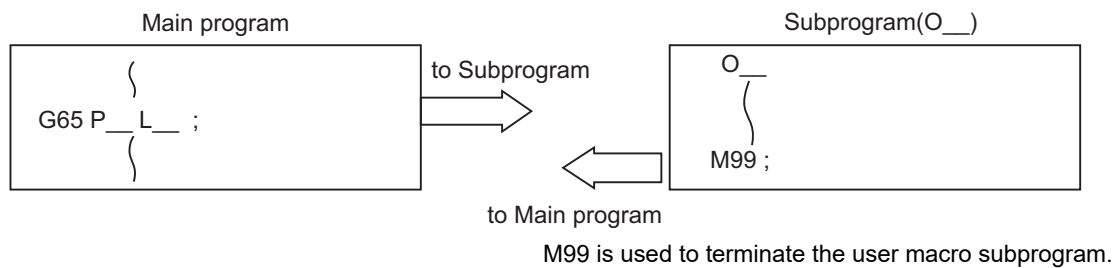 Main program
Subprogram(O__)
G65 P__ L__ ;
to Subprogram
O__
M99 ;
to Main program
M99 is used to terminate the user macro subprogram.